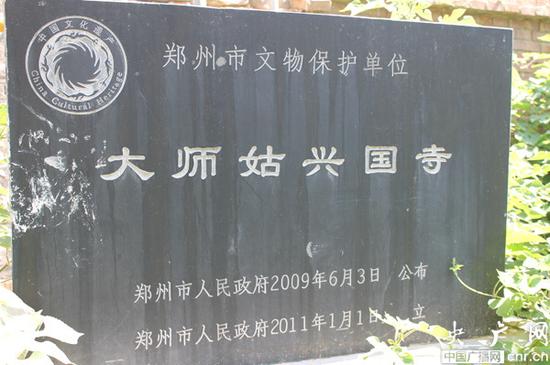 中国文化遗产
China Cultural Heritage
郑州市文物保护单位
大师姑兴国寺
郑州市人民政府2009年6月3日 公布
郑州市人民政府2011年1月1日 立
央广网
中国广播网 cnr.cn